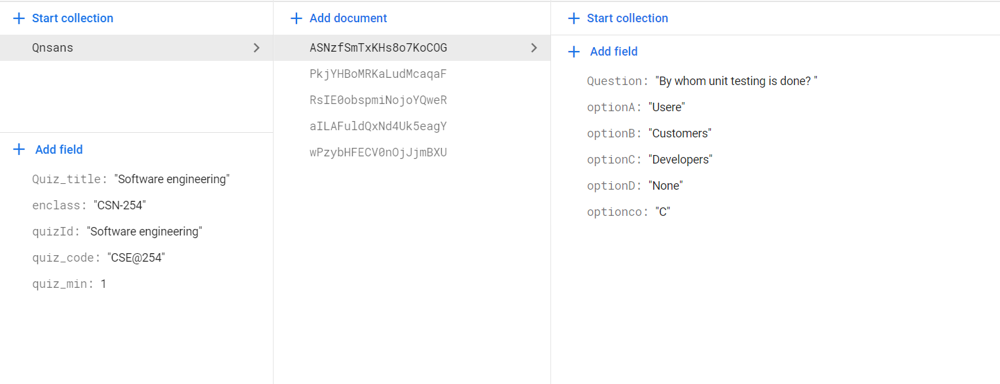 Start collection
Qnsans
Add field
Quiz_title: "Software engineering"
enclass: "CSN-254"
quizId: "Software engineering"
quiz_code: "CSE@254"
quiz_min: 1
Add document
ASNzfSmTxKHs8o7KoCOG
PkjYHBoMRKaLudMcaqaF
RsIE0obspmiNojoYQweR
aILAFuldQxNd4Uk5eagY
wPzybHFECV0nOjJjmBXU
Start collection
Add field
Question: "By whom unit testing is done? "
optionA: "Usere"
optionB: "Customers"
optionC: "Developers"
optionD: "None"
optionco: "C"